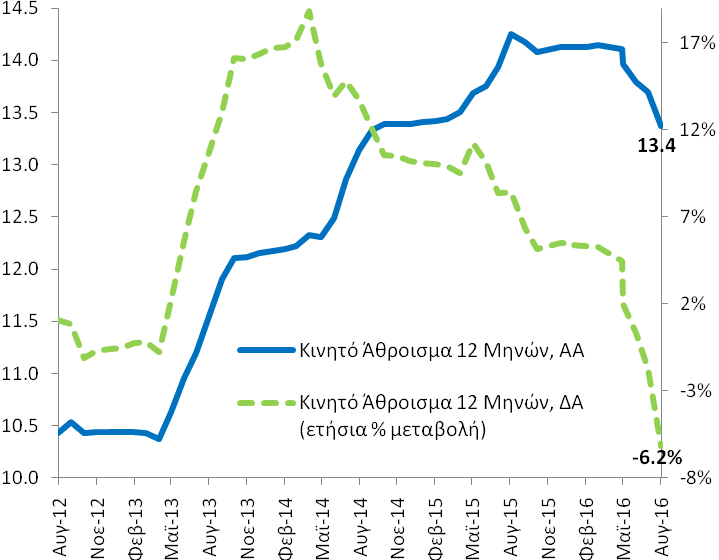 14.5
14.0
13.5
13.0
12.5
12.0
11.5
11.0
10.5
10.0
17%
12%
7%
2%
-3%
-8%
13.4
-6.2%
Κινητό Άθροισμα 12 Μηνών, ΑΑ
Κινητό Άθροισμα 12 Μηνών, ΔΑ
(ετήσια % μεταβολή)
Αυγ-12
Νοε-12
Φεβ-13
Μαϊ-13
Αυγ-13
Νοε-13
Φεβ-14
Μαϊ-14
Αυγ-14
Νοε-14
Φεβ-15
Μαϊ-15
Αυγ-15
Νοε-15
Φεβ-16
Μαϊ-16
Αυγ-16